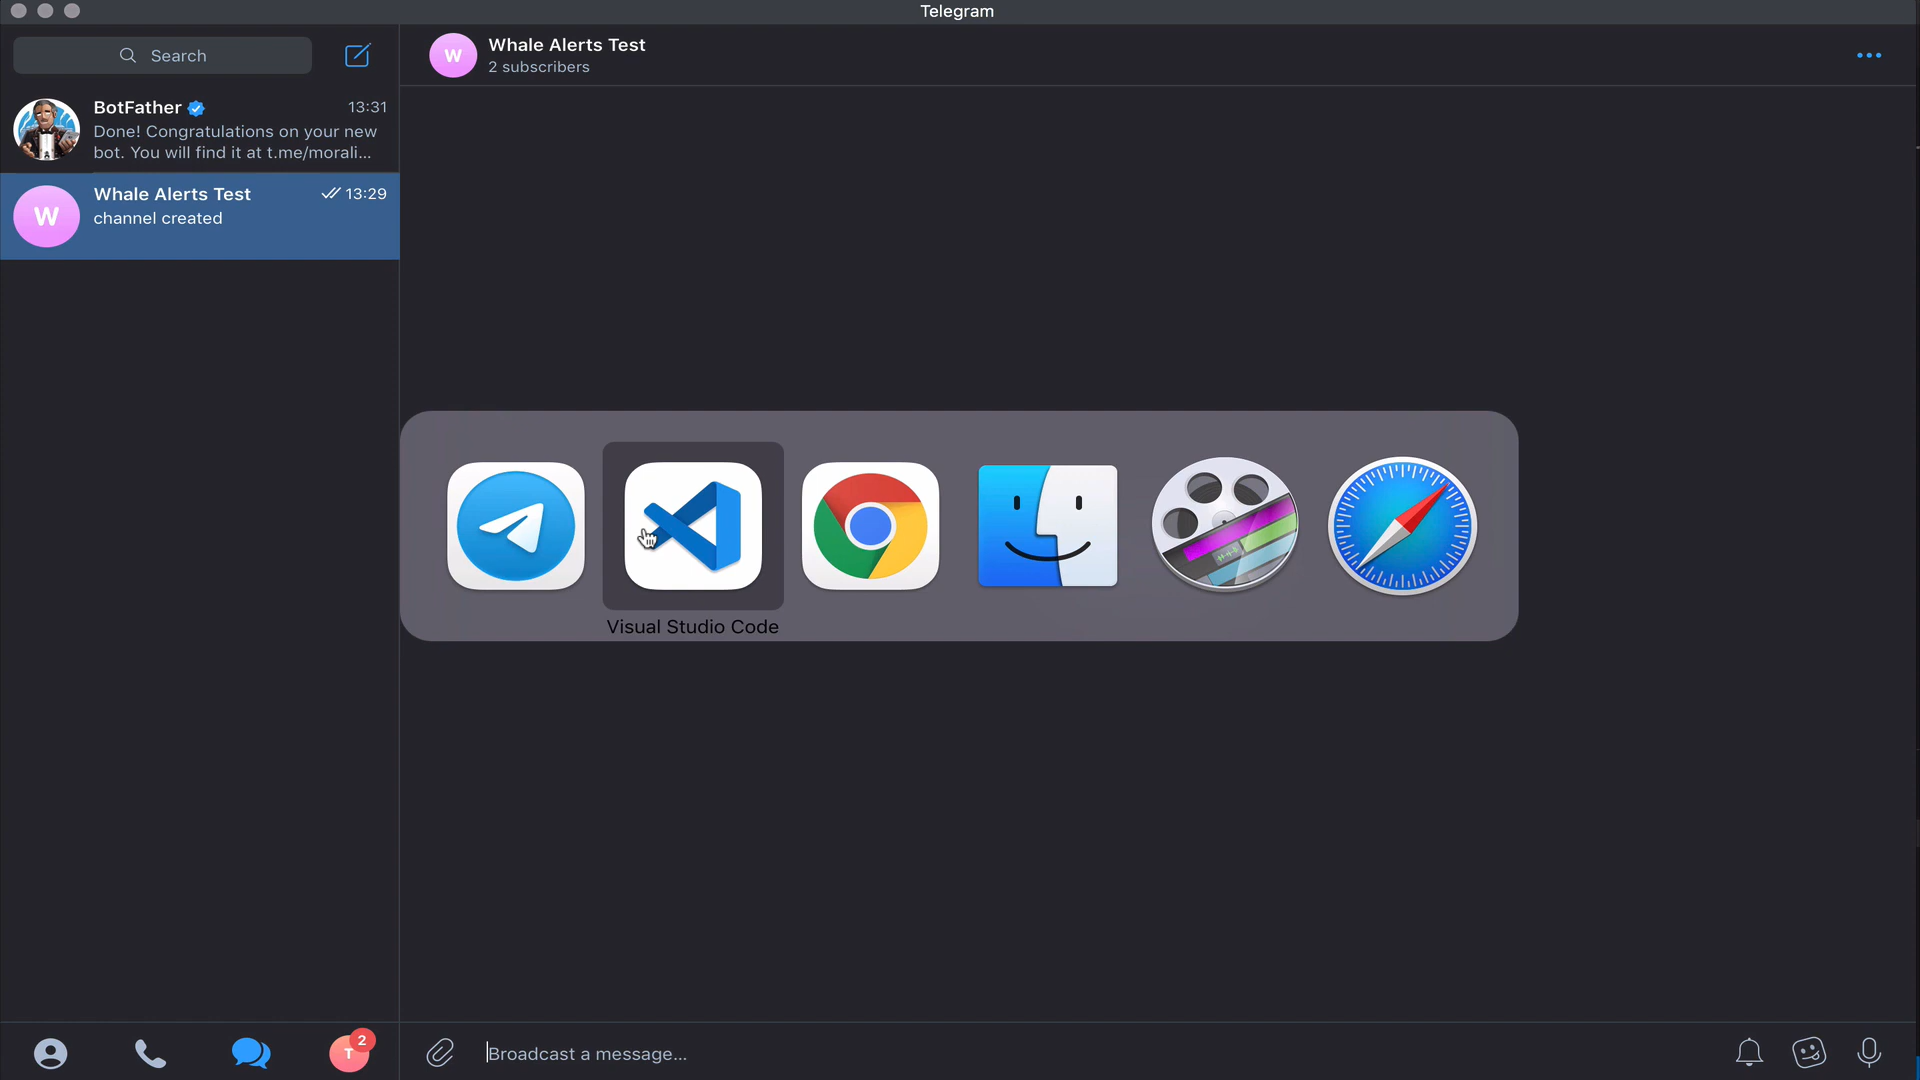 Telegram
Search
BotFather 13:31
Done! Congratulations on your new
bot. You will find it at t.me/morali...
W
Whale Alerts Test 13:29
channel created
W
Whale Alerts Test
2 subscribers
Visual Studio Code
T
2
Broadcast a message...